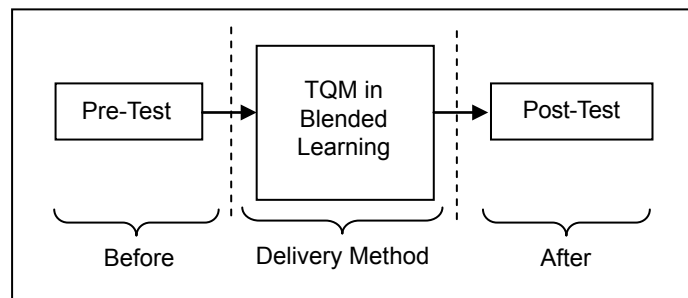 Pre-Test
TQM in
Blended
Learning
Post-Test
Before
Delivery Method
After